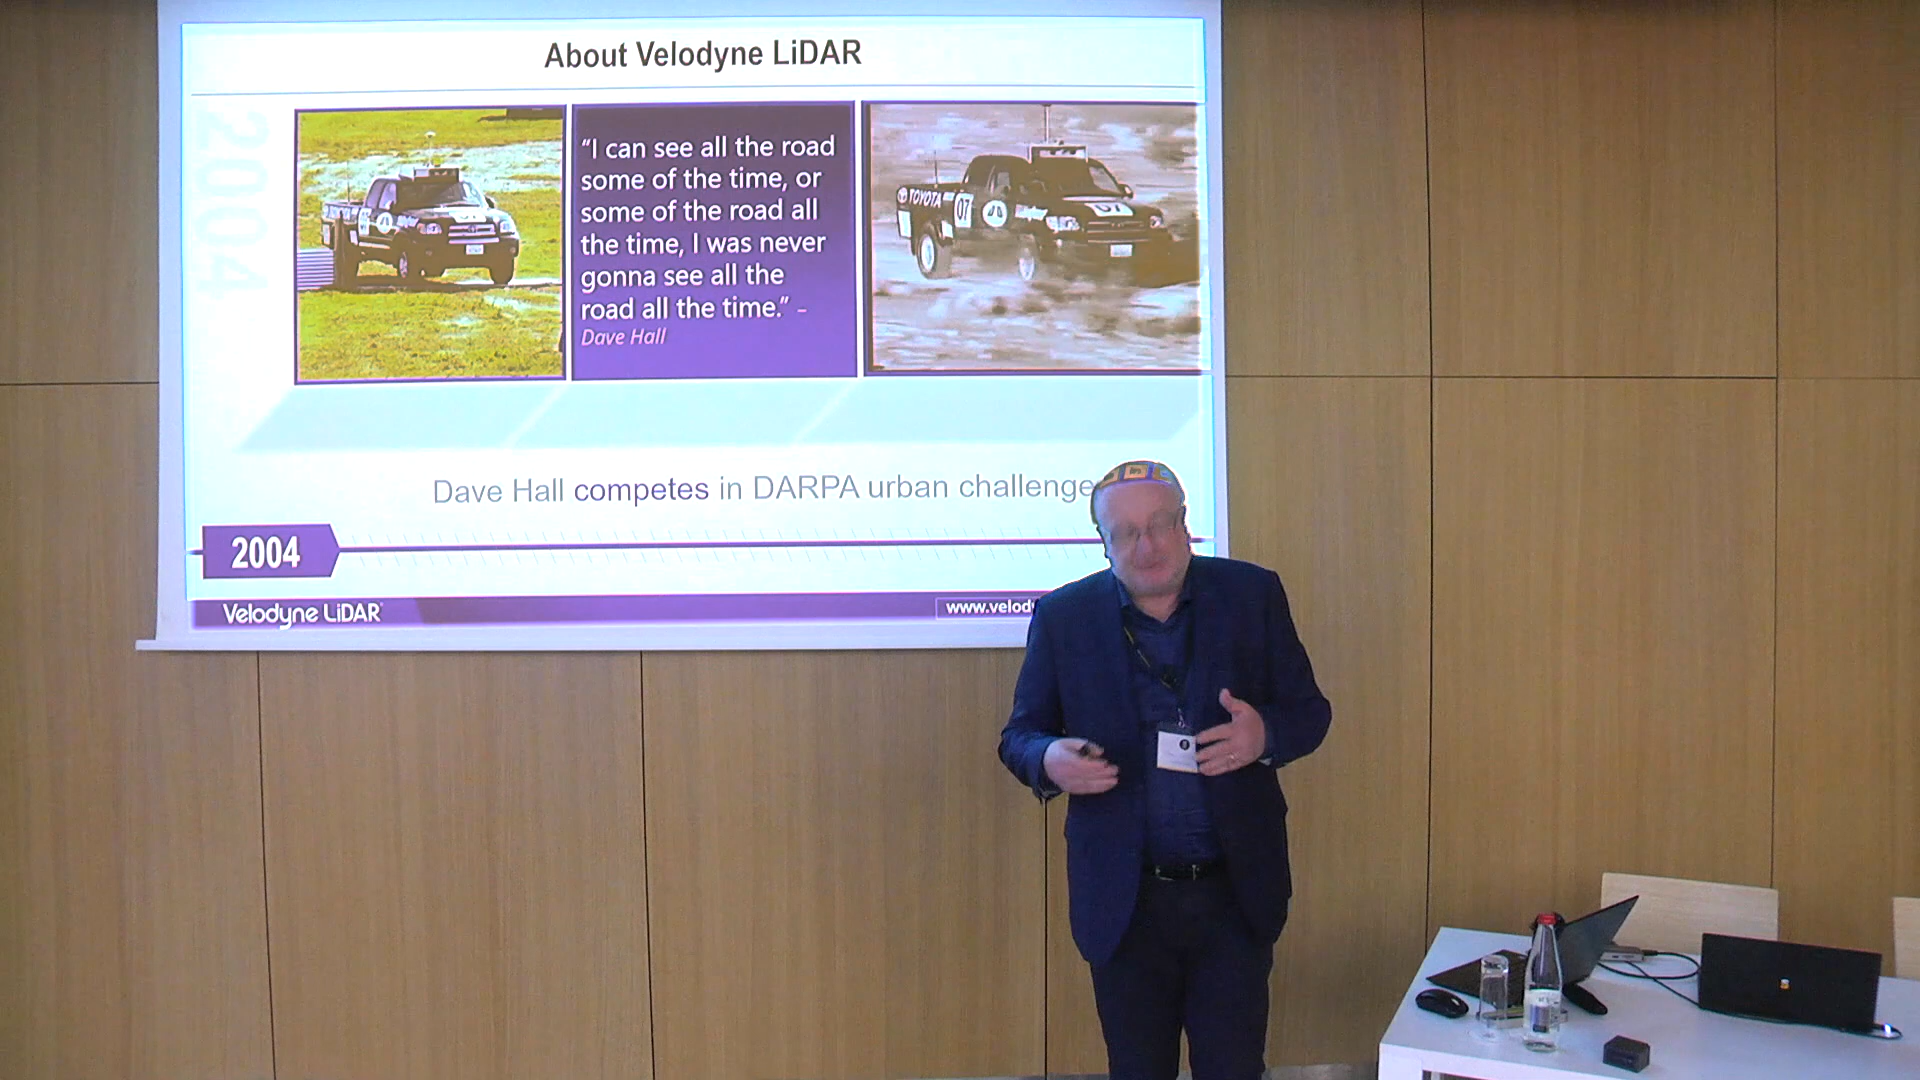 About Velodyne LiDAR
2004
“I can see all the road
some of the time, or
some of the road all
the time, I was never
gonna see all the
road all the time.” –
Dave Hall
TOYOTA
07
07
Dave Hall competes in DARPA urban challenge
2004
Velodyne LiDAR
www.velod